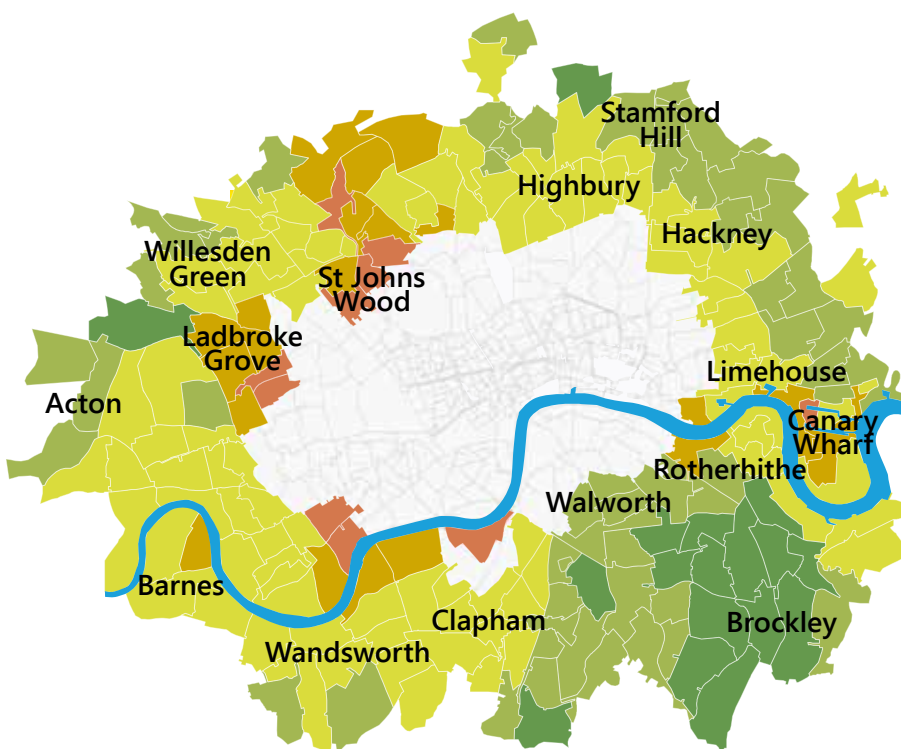 Stamford
Hill
Highbury
Hackney
Willesden
Green
St Johns
Wood
Ladbroke
Grove
Limehouse
Acton
Canary
Wharf
Rotherhithe
Walworth
Barnes
Clapham
Brockley
Wandsworth